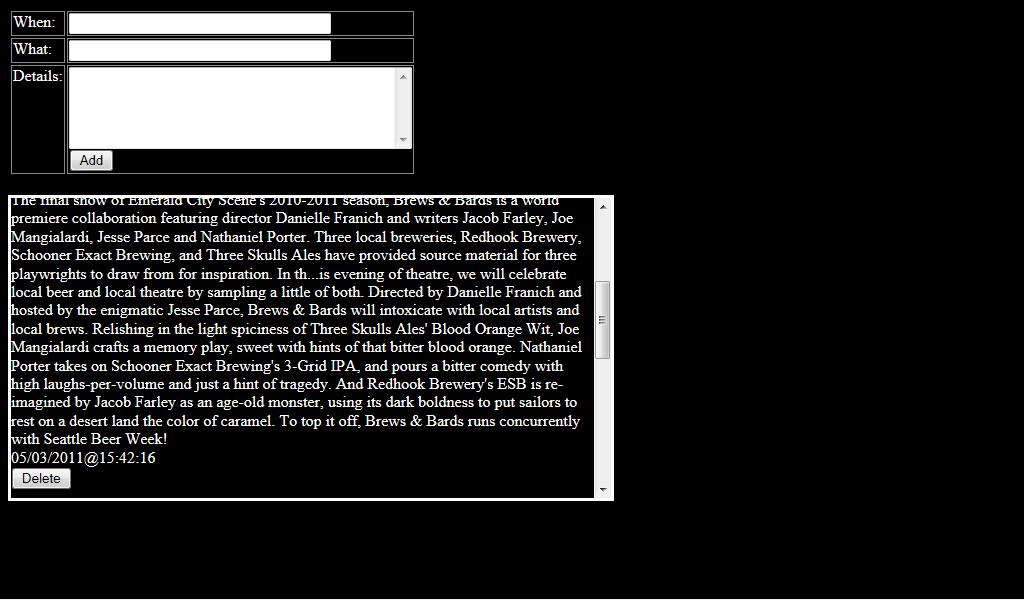 When:
What:
Details:
Add
The final show of Emerald City Scene's 2010-2011 season, Brews & Bards is a world
premiere collaboration featuring director Danielle Franich and writers Jacob Farley, Joe
Mangialardi, Jesse Parce and Nathaniel Porter. Three local breweries, Redhook Brewery,
Schooner Exact Brewing, and Three Skulls Ales have provided source material for three
playwrights to draw from for inspiration. In th...is evening of theatre, we will celebrate
local beer and local theatre by sampling a little of both. Directed by Danielle Franich and
hosted by the enigmatic Jesse Parce, Brews & Bards will intoxicate with local artists and
local brews. Relishing in the light spiciness of Three Skulls Ales' Blood Orange Wit, Joe
Mangialardi crafts a memory play, sweet with hints of that bitter blood orange. Nathaniel
Porter takes on Schooner Exact Brewing's 3-Grid IPA, and pours a bitter comedy with
high laughs-per-volume and just a hint of tragedy. And Redhook Brewery's ESB is re-
imagined by Jacob Farley as an age-old monster, using its dark boldness to put sailors to
rest on a desert land the color of caramel. To top it off, Brews & Bards runs concurrently
with Seattle Beer Week!
05/03/2011@15:42:16
Delete